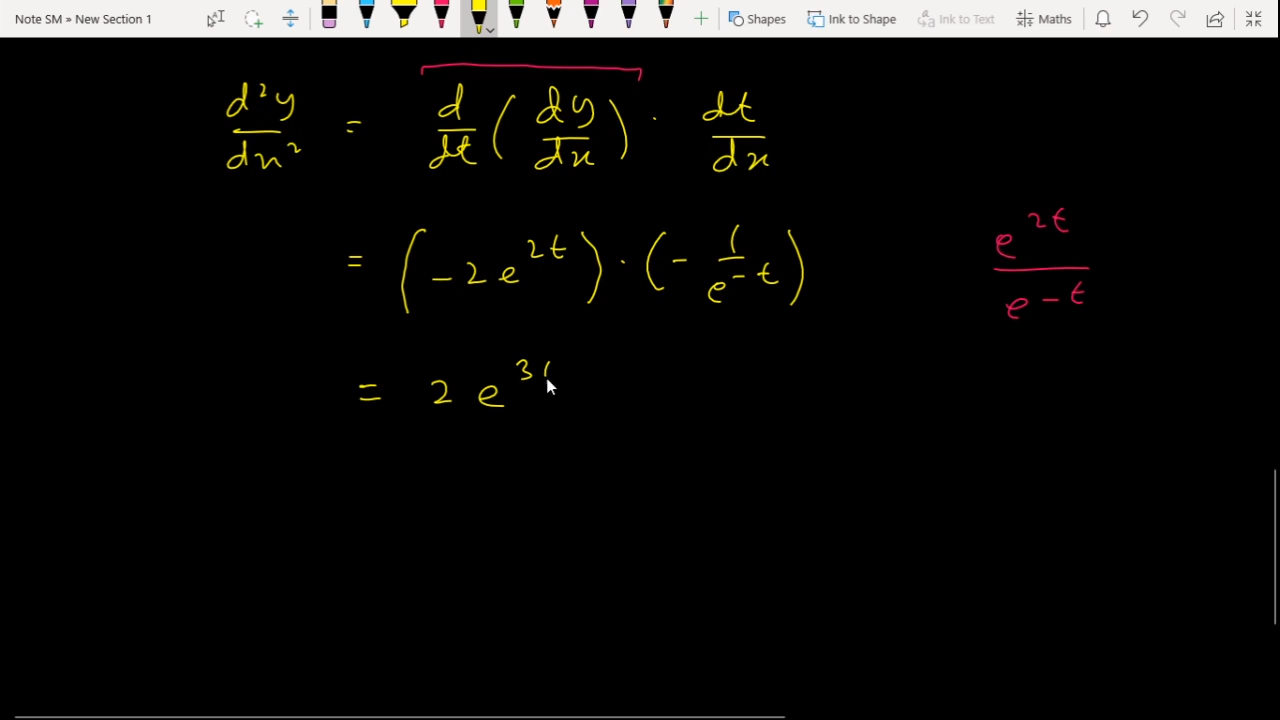 Note SM » New Section 1 Shapes Ink to Shape Ink to Text Maths
d²y/dx² = d/dt (dy/dx) · dt/dx
= (-2e^{2t}) · (-1/e^{-t}) e^{2t}/e^{-t}
= 2 e^{3